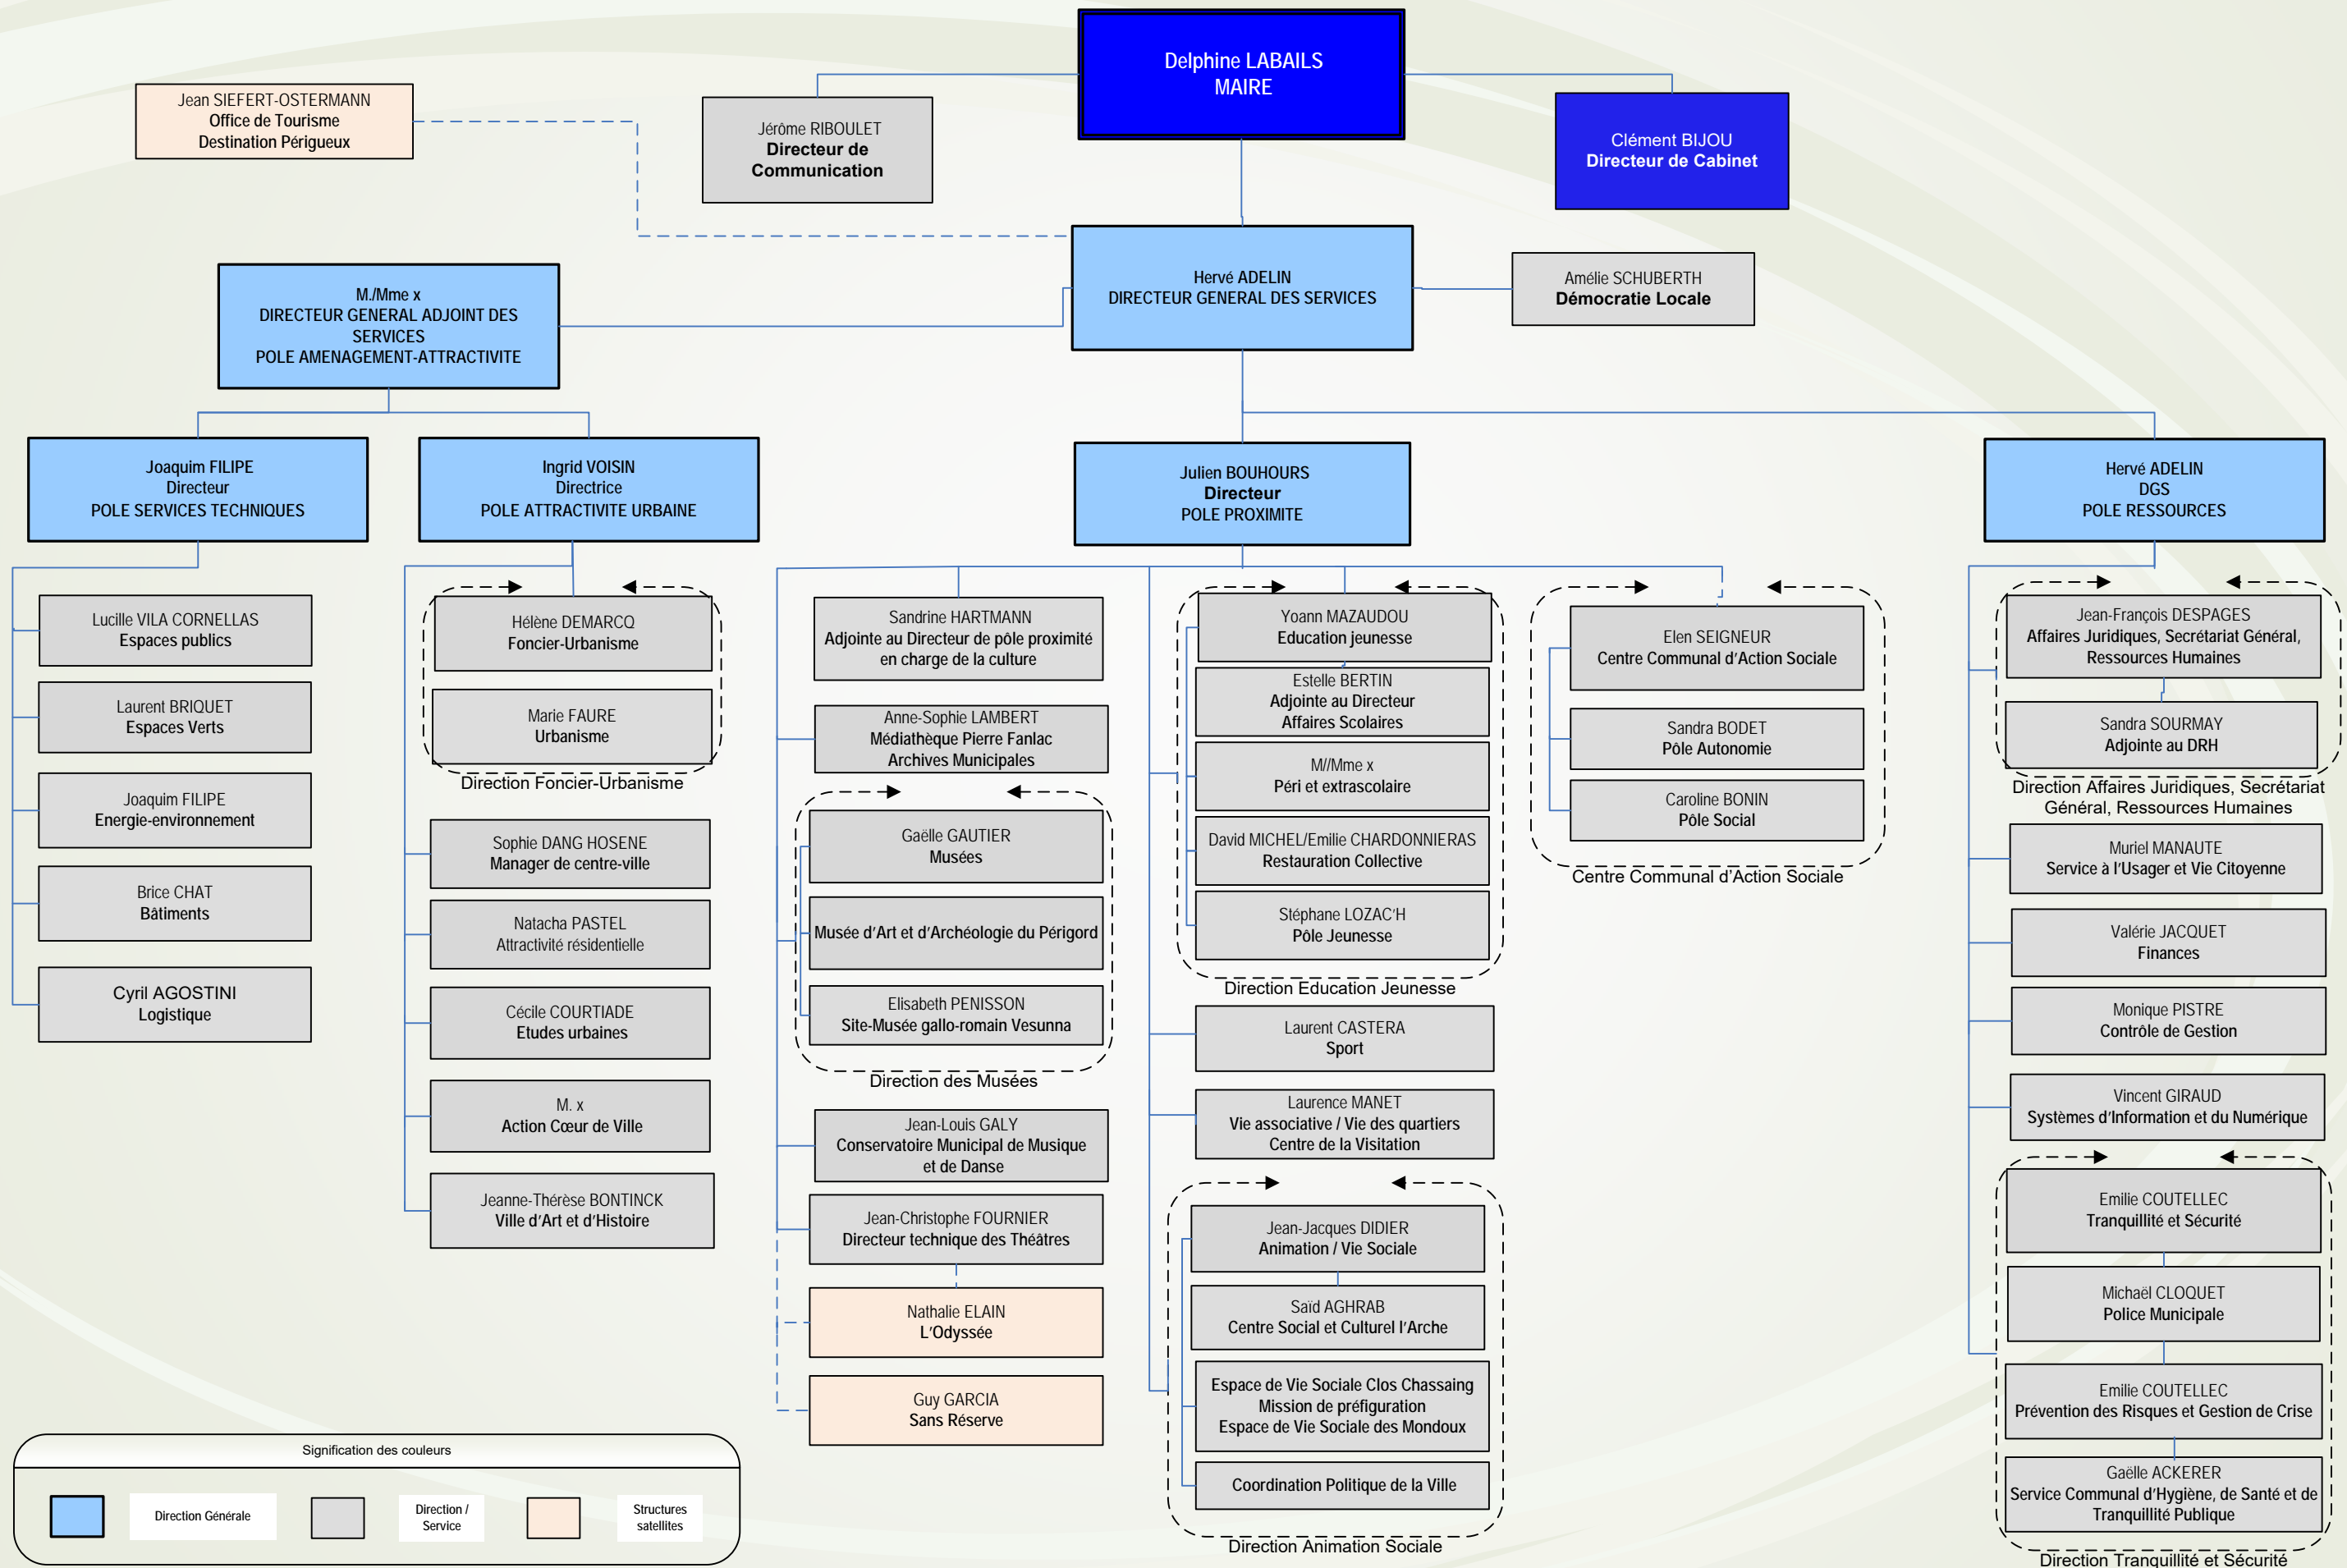 Delphine LABAILS
MAIRE
Jean SIEFERT-OSTERMANN
Office de Tourisme
Destination Périgueux
Jérôme RIBOULET
Directeur de
Communication
Clément BIJOU
Directeur de Cabinet
Hervé ADELIN
DIRECTEUR GENERAL DES SERVICES
Amélie SCHUBERTH
Démocratie Locale
M./Mme x
DIRECTEUR GENERAL ADJOINT DES
SERVICES
POLE AMENAGEMENT-ATTRACTIVITE
Joaquim FILIPE
Directeur
POLE SERVICES TECHNIQUES
Ingrid VOISIN
Directrice
POLE ATTRACTIVITE URBAINE
Julien BOUHOURS
Directeur
POLE PROXIMITE
Hervé ADELIN
DGS
POLE RESSOURCES
Lucille VILA CORNELLAS
Espaces publics
Laurent BRIQUET
Espaces Verts
Joaquim FILIPE
Energie-environnement
Brice CHAT
Bâtiments
Cyril AGOSTINI
Logistique
Hélène DEMARCQ
Foncier-Urbanisme
Marie FAURE
Urbanisme
Direction Foncier-Urbanisme
Sophie DANG HOSENE
Manager de centre-ville
Natacha PASTEL
Attractivité résidentielle
Cécile COURTIADE
Etudes urbaines
M. x
Action Cœur de Ville
Jeanne-Thérèse BONTINCK
Ville d'Art et d'Histoire
Sandrine HARTMANN
Adjointe au Directeur de pôle proximité
en charge de la culture
Anne-Sophie LAMBERT
Médiathèque Pierre Fanlac
Archives Municipales
Gaëlle GAUTIER
Musées
Musée d'Art et d'Archéologie du Périgord
Elisabeth PENISSON
Site-Musée gallo-romain Vesunna
Direction des Musées
Jean-Louis GALY
Conservatoire Municipal de Musique
et de Danse
Jean-Christophe FOURNIER
Directeur technique des Théâtres
Nathalie ELAIN
L'Odyssée
Guy GARCIA
Sans Réserve
Yoann MAZAUDOU
Education jeunesse
Estelle BERTIN
Adjointe au Directeur
Affaires Scolaires
M//Mme x
Péri et extrascolaire
David MICHEL/Emilie CHARDONNIERAS
Restauration Collective
Stéphane LOZAC'H
Pôle Jeunesse
Direction Education Jeunesse
Laurent CASTERA
Sport
Laurence MANET
Vie associative / Vie des quartiers
Centre de la Visitation
Jean-Jacques DIDIER
Animation / Vie Sociale
Saïd AGHRAB
Centre Social et Culturel l'Arche
Espace de Vie Sociale Clos Chassaing
Mission de préfiguration
Espace de Vie Sociale des Mondoux
Coordination Politique de la Ville
Direction Animation Sociale
Elen SEIGNEUR
Centre Communal d'Action Sociale
Sandra BODET
Pôle Autonomie
Caroline BONIN
Pôle Social
Centre Communal d'Action Sociale
Jean-François DESPAGES
Affaires Juridiques, Secrétariat Général,
Ressources Humaines
Sandra SOURMAY
Adjointe au DRH
Direction Affaires Juridiques, Secrétariat
Général, Ressources Humaines
Muriel MANAUTE
Service à l'Usager et Vie Citoyenne
Valérie JACQUET
Finances
Monique PISTRE
Contrôle de Gestion
Vincent GIRAUD
Systèmes d'Information et du Numérique
Emilie COUTELLEC
Tranquillité et Sécurité
Michaël CLOQUET
Police Municipale
Emilie COUTELLEC
Prévention des Risques et Gestion de Crise
Gaëlle ACKERER
Service Communal d'Hygiène, de Santé et de
Tranquillité Publique
Direction Tranquillité et Sécurité
Signification des couleurs
Direction Générale
Direction /
Service
Structures
satellites